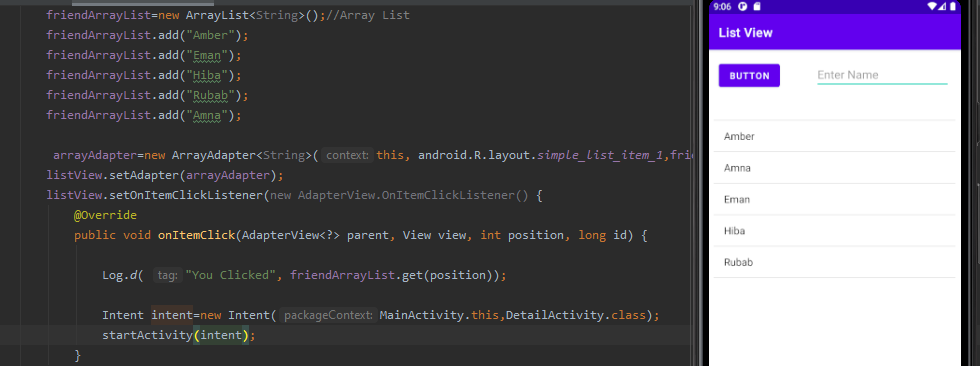 friendArrayList=new ArrayList<String>();//Array List
friendArrayList.add("Amber");
friendArrayList.add("Eman");
friendArrayList.add("Hiba");
friendArrayList.add("Rubab");
friendArrayList.add("Amna");
arrayAdapter=new ArrayAdapter<String>( context: this, android.R.layout.simple_list_item_1,frie
listView.setAdapter(arrayAdapter);
listView.setOnItemClickListener(new AdapterView.OnItemClickListener() {
@Override
public void onItemClick(AdapterView<?> parent, View view, int position, long id) {
Log.d( tag: "You Clicked", friendArrayList.get(position));
Intent intent=new Intent( packageContext: MainActivity.this,DetailActivity.class);
startActivity(intent);
}
9:06
List View
BUTTON
Enter Name
Amber
Amna
Eman
Hiba
Rubab